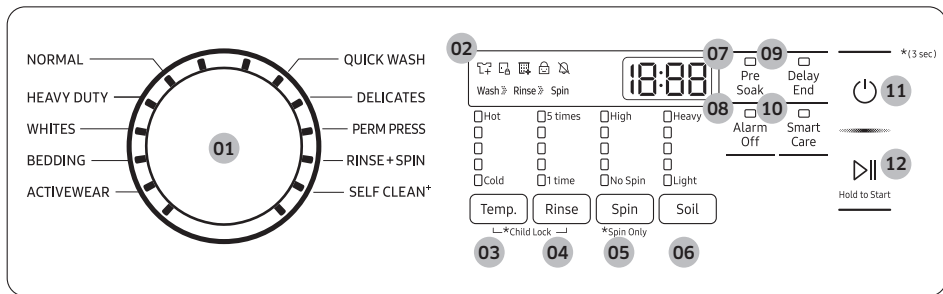 NORMAL
HEAVY DUTY
WHITES
BEDDING
ACTIVEWEAR
01
QUICK WASH
DELICATES
PERM PRESS
RINSE+SPIN
SELF CLEAN+
02
Wash Rinse Spin
18:88
Hot 5 times High Heavy
Cold 1 time No Spin Light
Temp. Rinse Spin Soil
*Child Lock *Spin Only
03 04 05 06
07 09
Pre Soak
Delay End
08 10
Alarm Off
Smart Care
*(3 sec)
11
12
Hold to Start